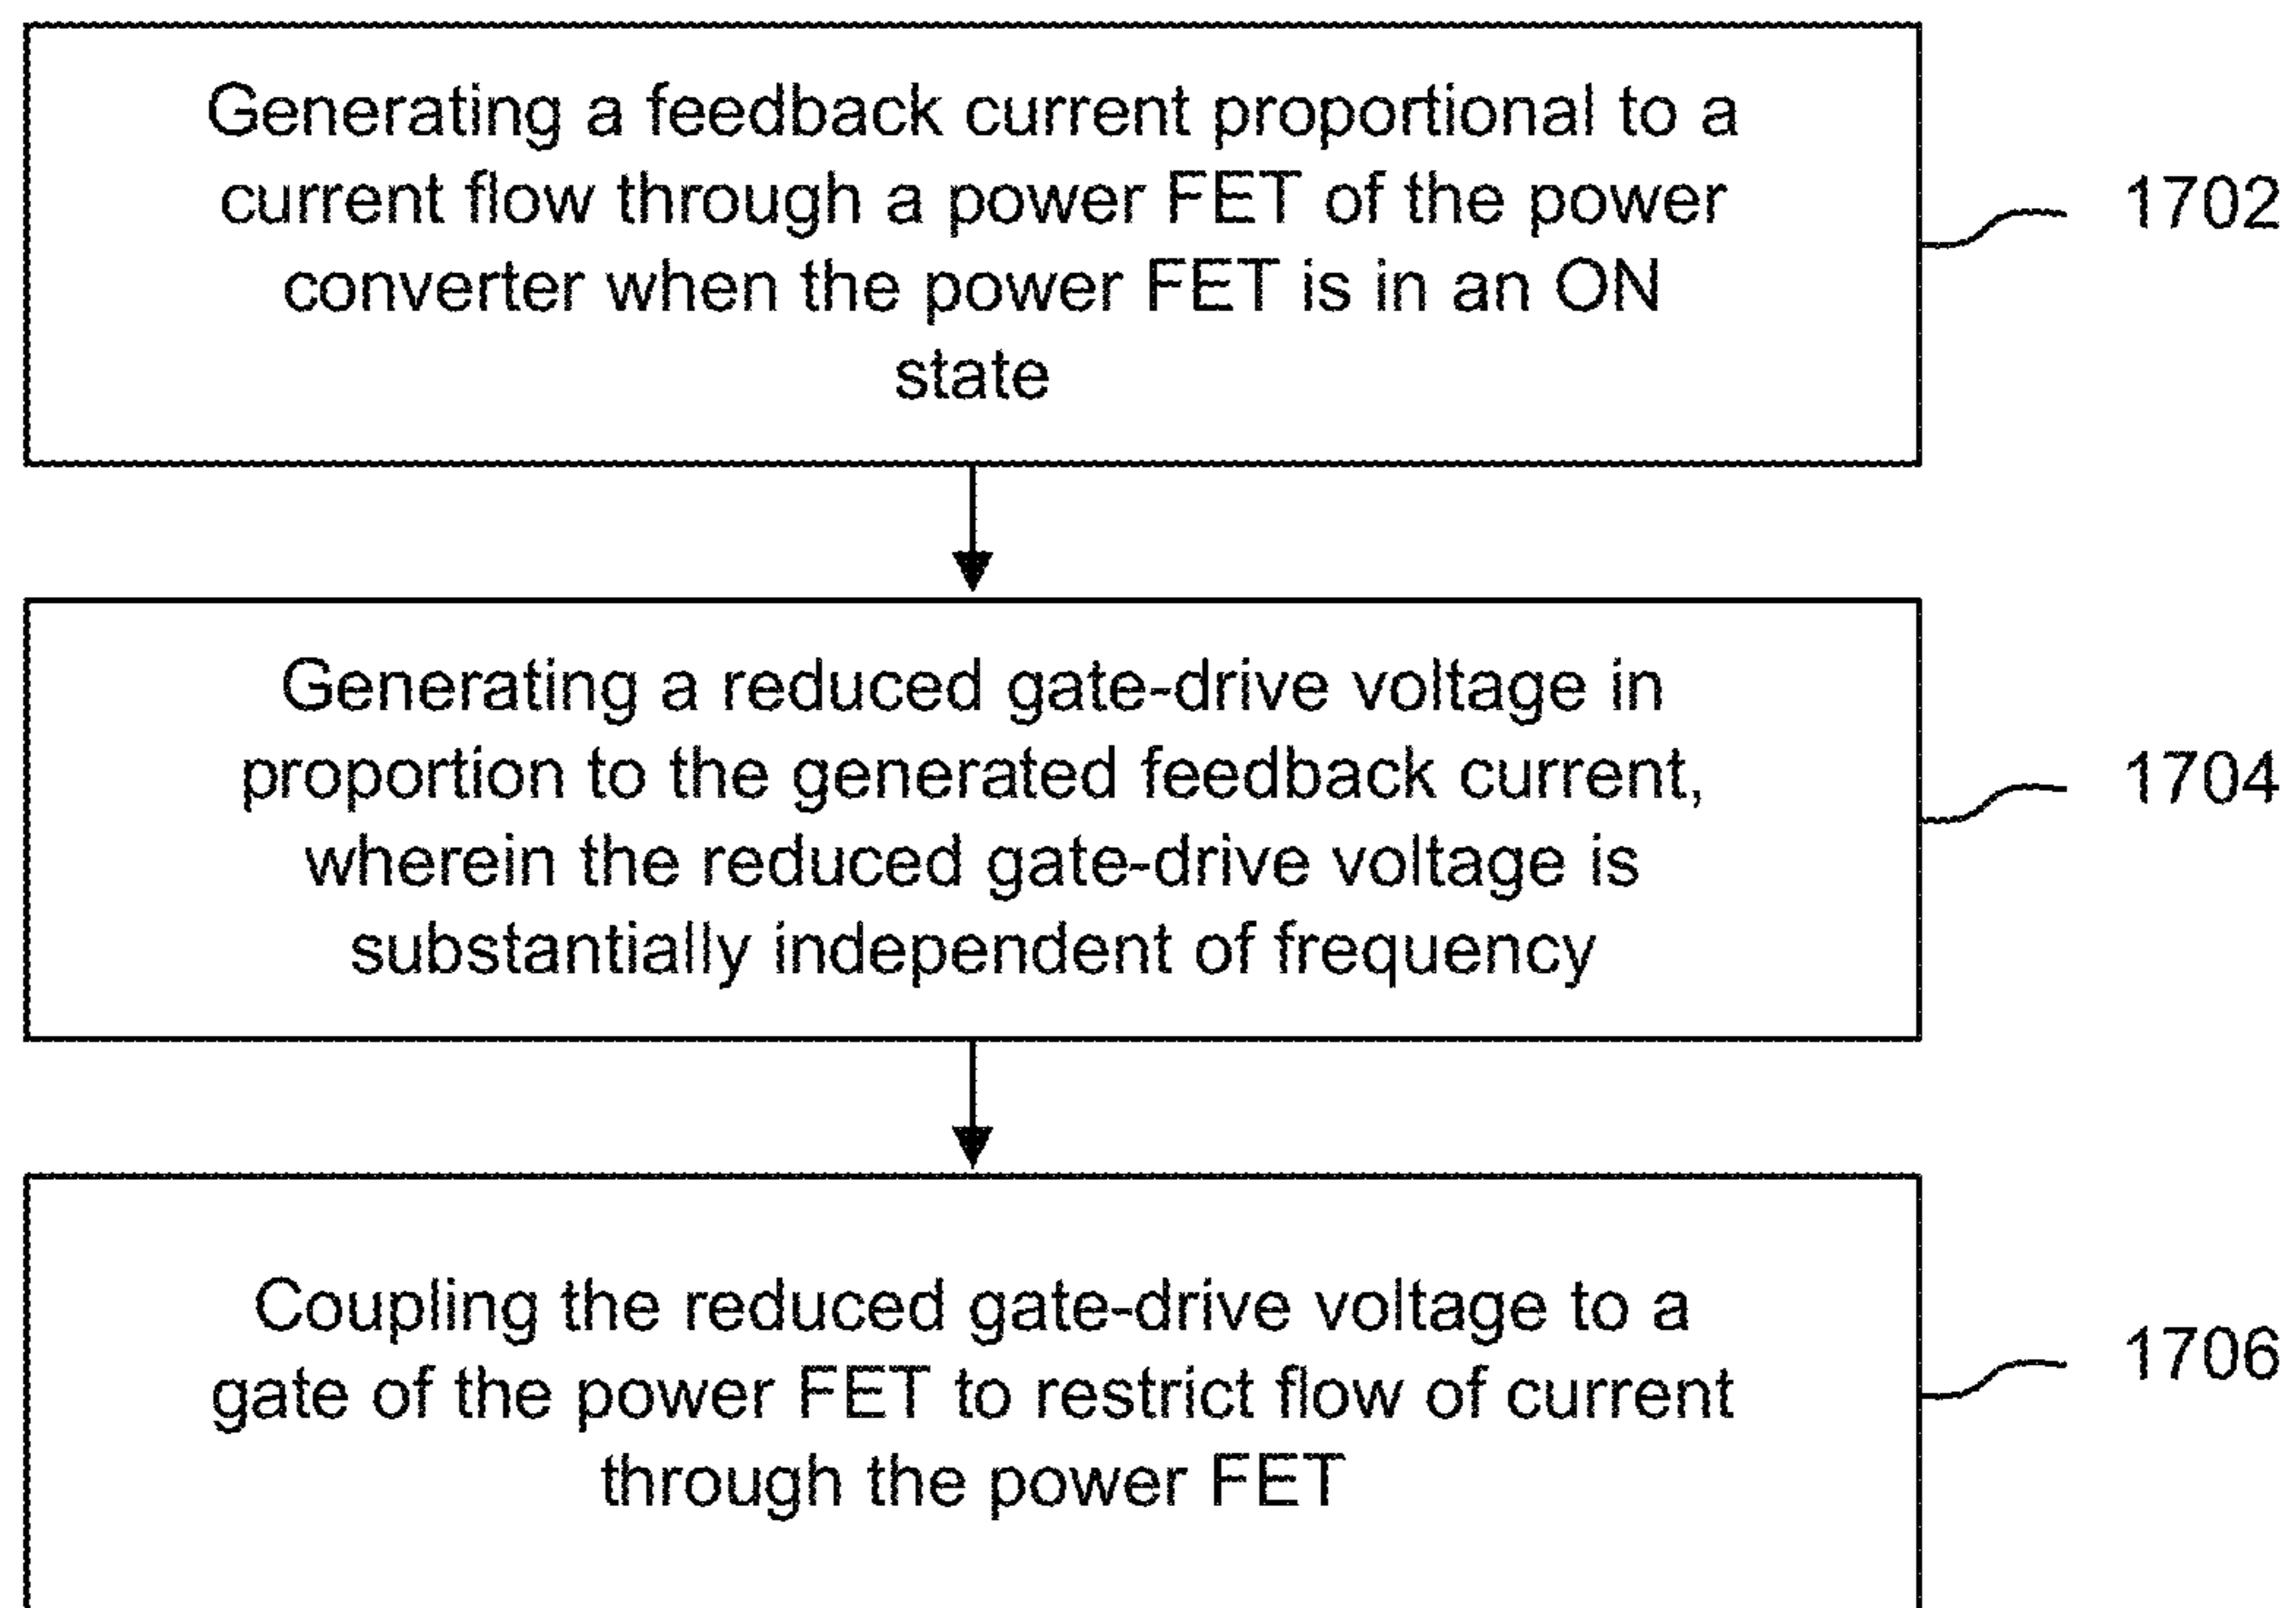 Generating a feedback current proportional to a
current flow through a power FET of the power
converter when the power FET is in an ON
state
1702
Generating a reduced gate-drive voltage in
proportion to the generated feedback current,
wherein the reduced gate-drive voltage is
substantially independent of frequency
1704
Coupling the reduced gate-drive voltage to a
gate of the power FET to restrict flow of current
through the power FET
1706